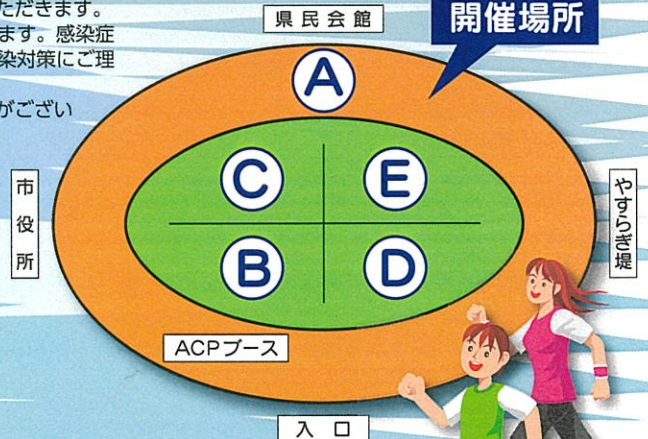 ただきます。
ます。感染症
染対策にご理
がござい
県民会館
開催場所
A
C
E
市役所
やすらぎ堤
B
D
ACPブース
入口